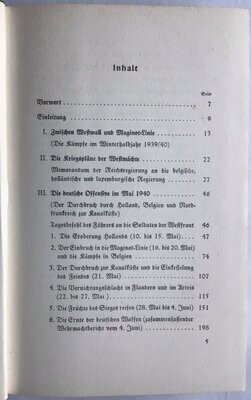 Inhalt
Seite
Vorwort 7
Einleitung 9
I. Zwischen Westwall und Maginot-Linie 13
(Die Kämpfe im Winterhalbjahr 1939/40)
II. Die Kriegspläne der Westmächte 22
Memorandum der Reichsregierung an die belgische,
holländische und luxemburgische Regierung 27
III. Die deutsche Offensive im Mai 1940 46
(Der Durchbruch durch Holland, Belgien und Nord-
frankreich zur Kanalküste)
Tagesbefehl des Führers an die Soldaten der Westfront 46
1. Die Eroberung Hollands (10. bis 15. Mai) 47
2. Der Einbruch in die Maginot-Linie (16. bis 20. Mai)
und die Kämpfe in Belgien 74
3. Der Durchbruch zur Kanalküste und die Einkesselung
des Feindes (21. Mai) 107
4. Die Vernichtungsschlacht in Flandern und im Artois
(22. bis 27. Mai) 115
5. Die Früchte des Sieges reifen (28. Mai bis 4. Juni) 151
6. Die Ernte der deutschen Waffen (zusammenfassender
Wehrmachtbericht vom 4. Juni) 198
5